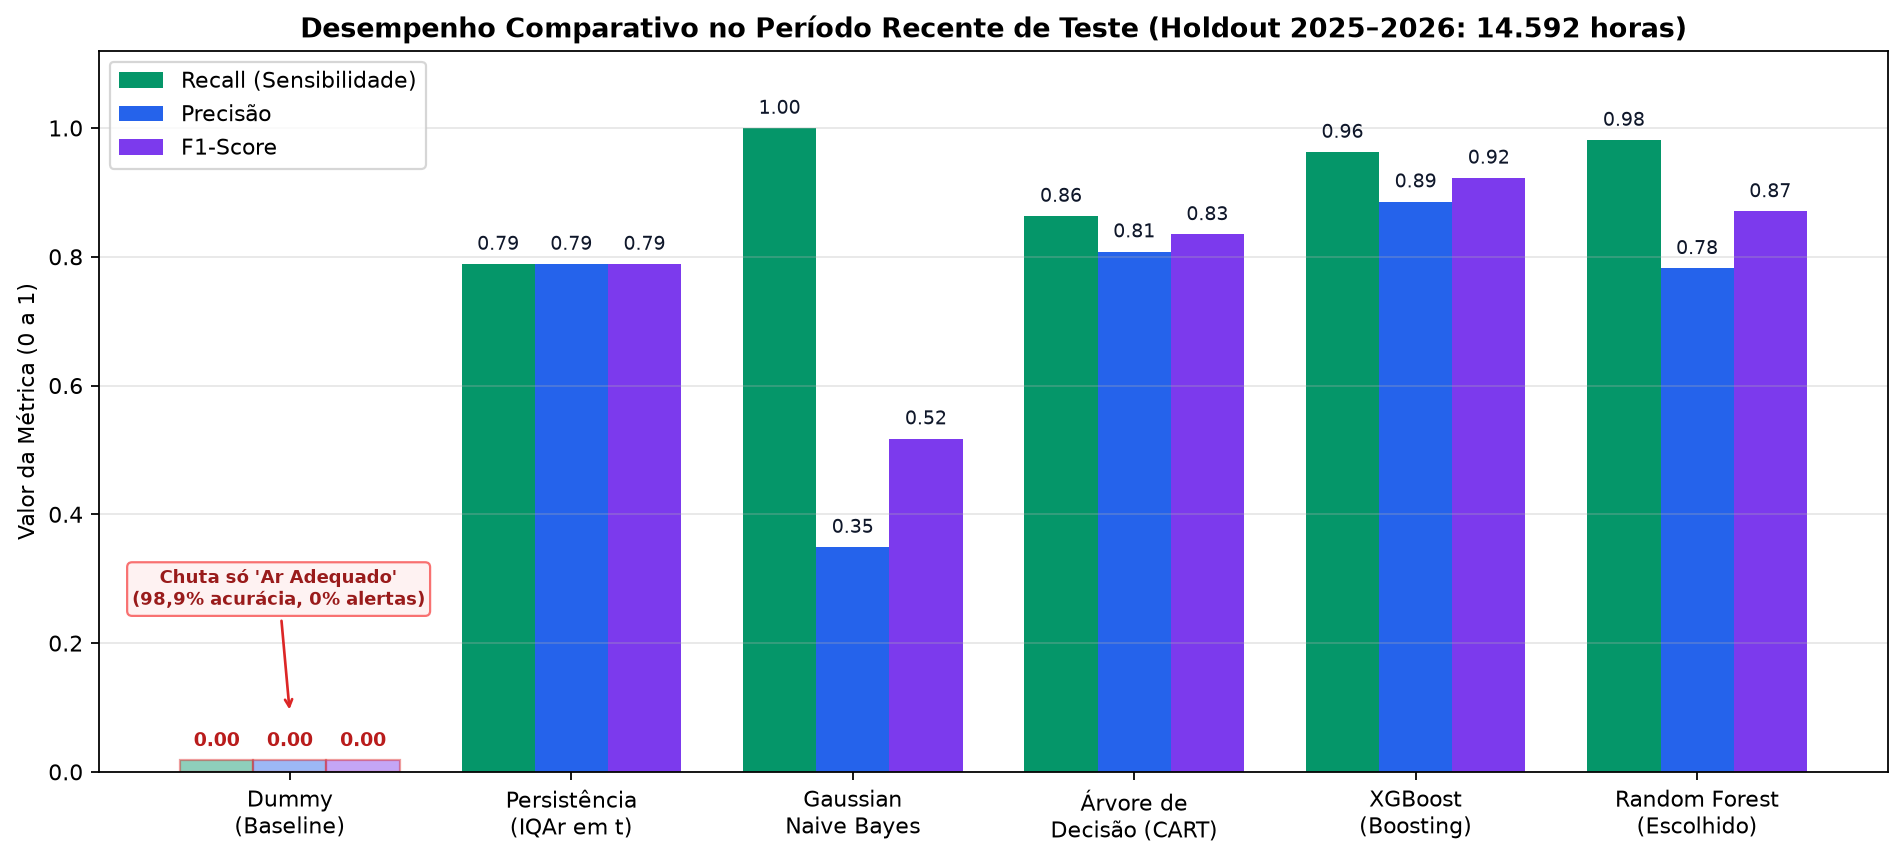 Desempenho Comparativo no Período Recente de Teste (Holdout 2025–2026: 14.592 horas)
Recall (Sensibilidade)
Precisão
F1-Score
Valor da Métrica (0 a 1)
1.0
0.8
0.6
0.4
0.2
0.0
Chuta só 'Ar Adequado'
(98,9% acurácia, 0% alertas)
0.00 0.00 0.00
0.79 0.79 0.79
1.00 0.35 0.52
0.86 0.81 0.83
0.96 0.89 0.92
0.98 0.78 0.87
Dummy
(Baseline)
Persistência
(IQAr em t)
Gaussian
Naive Bayes
Árvore de
Decisão (CART)
XGBoost
(Boosting)
Random Forest
(Escolhido)